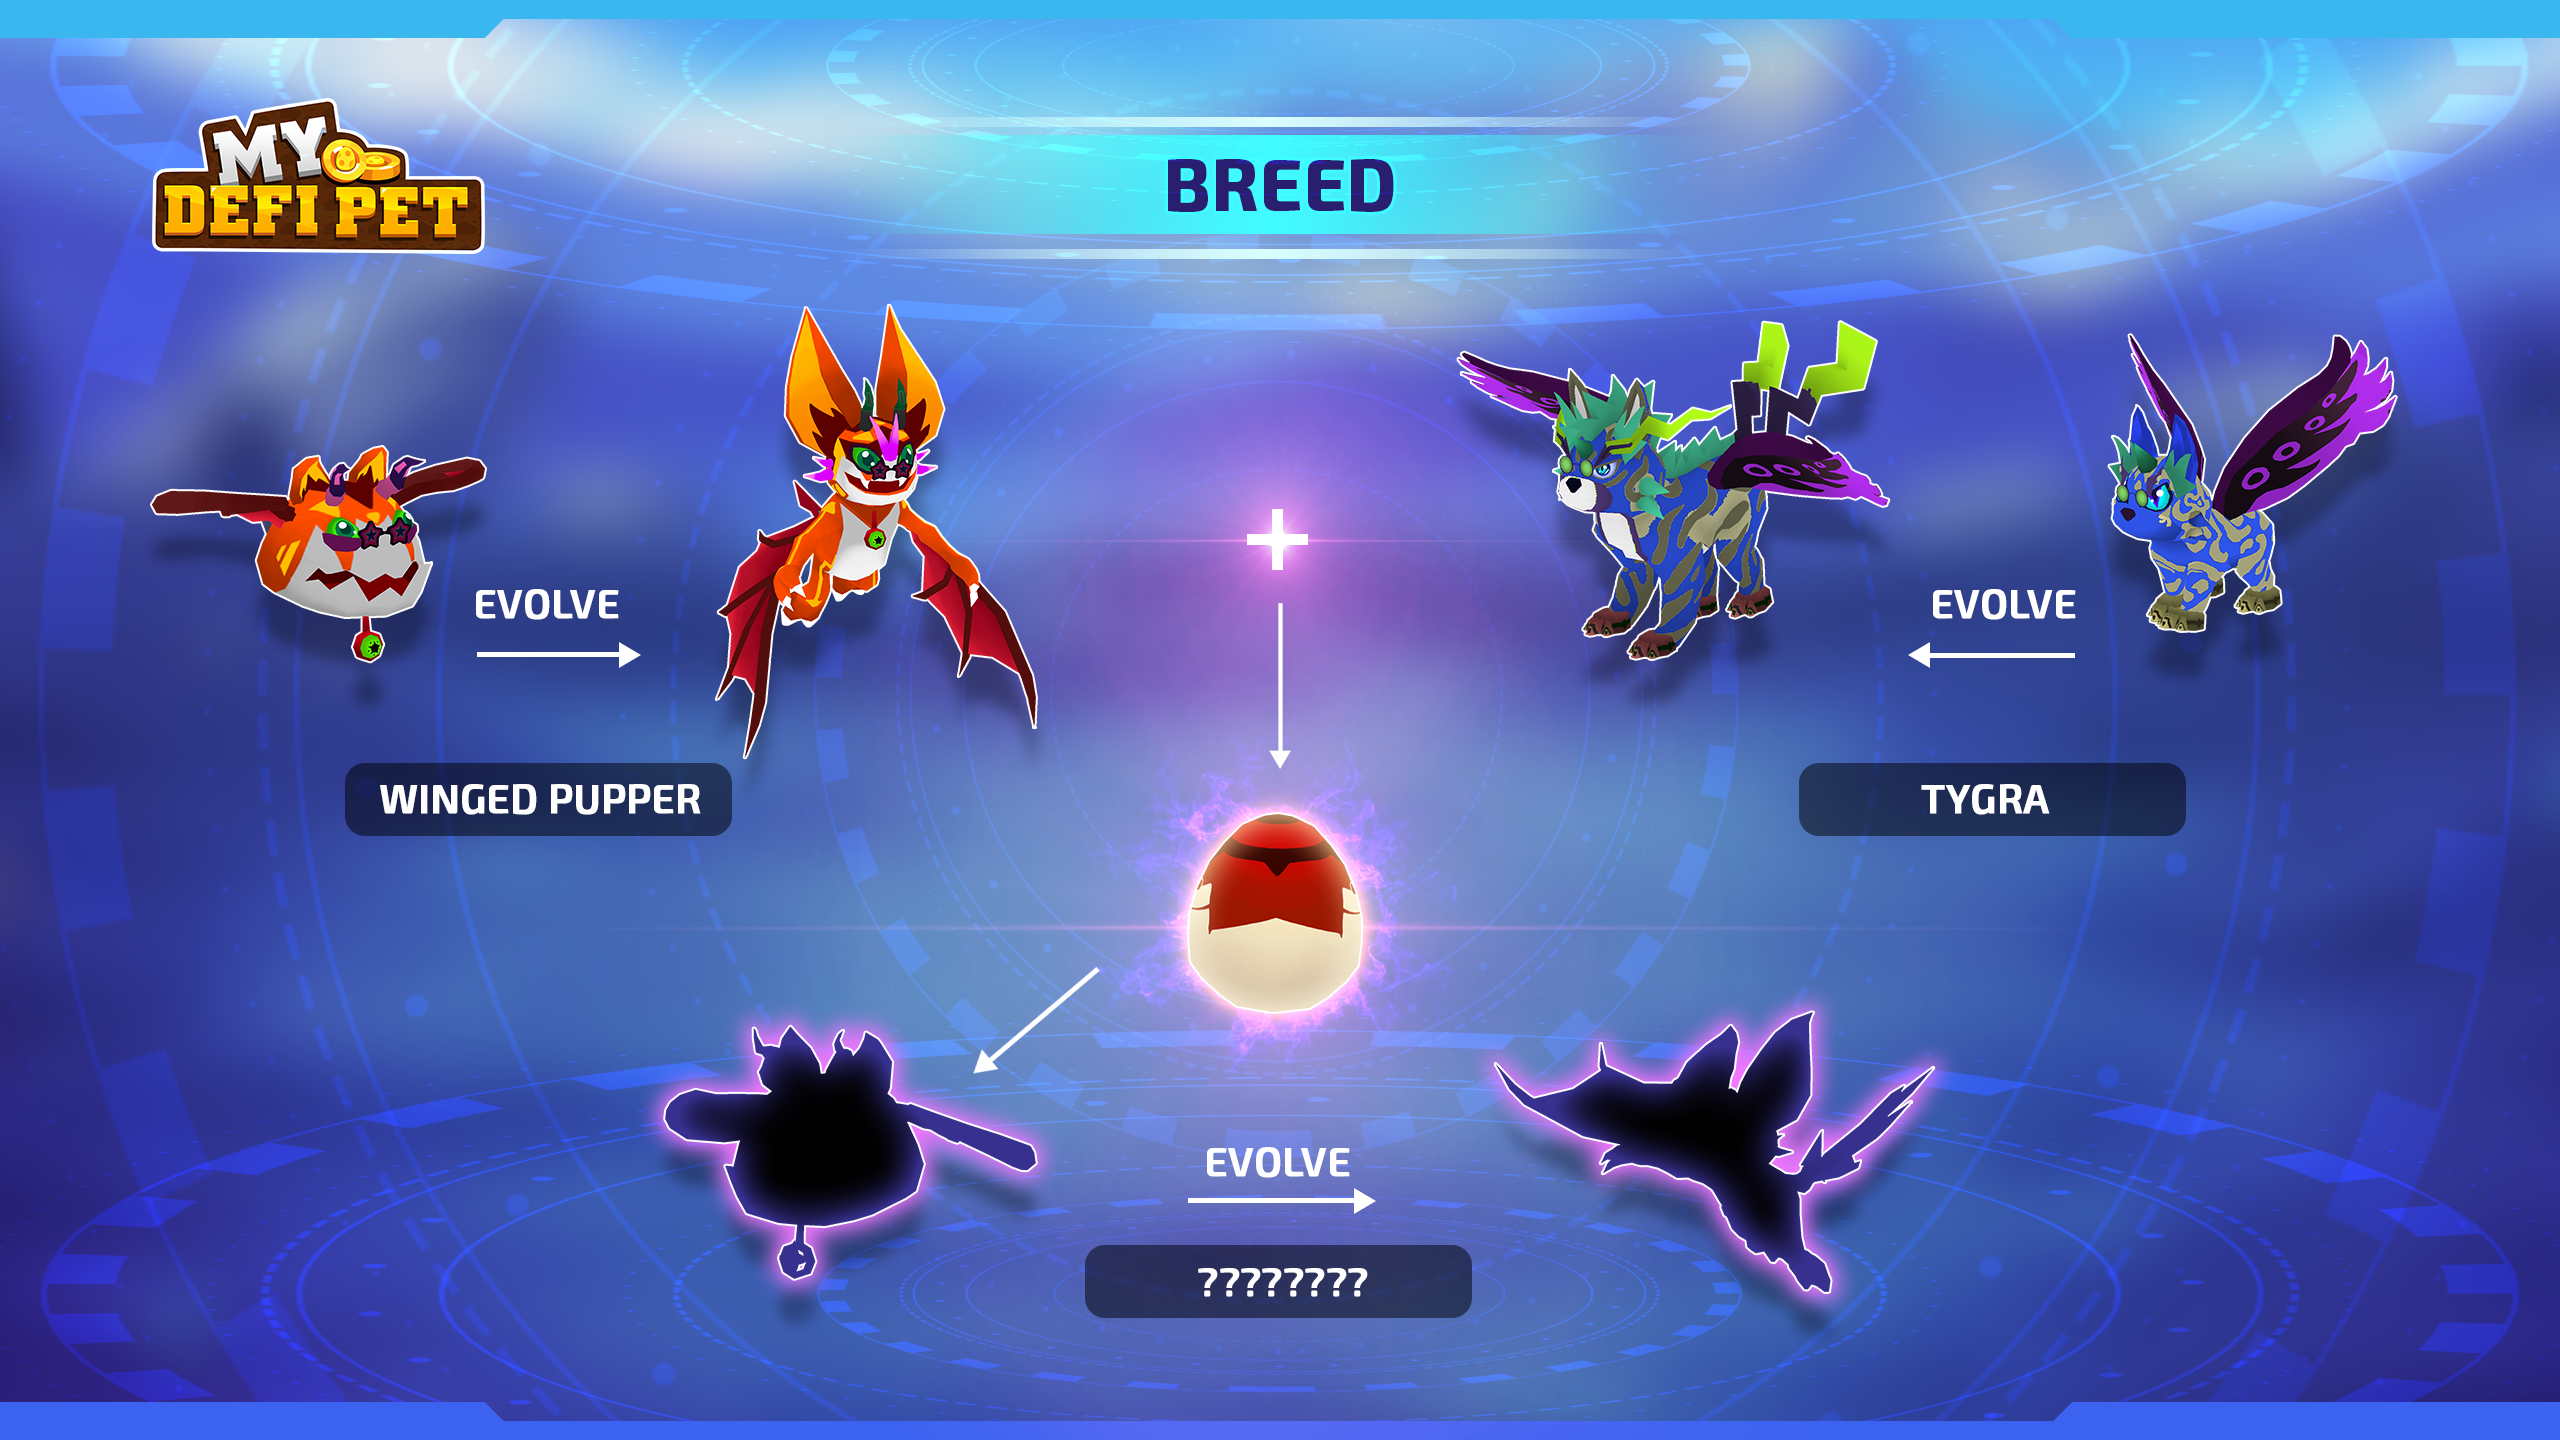 MY
DEFI PET
BREED
EVOLVE
EVOLVE
WINGED PUPPER
TYGRA
EVOLVE
????????